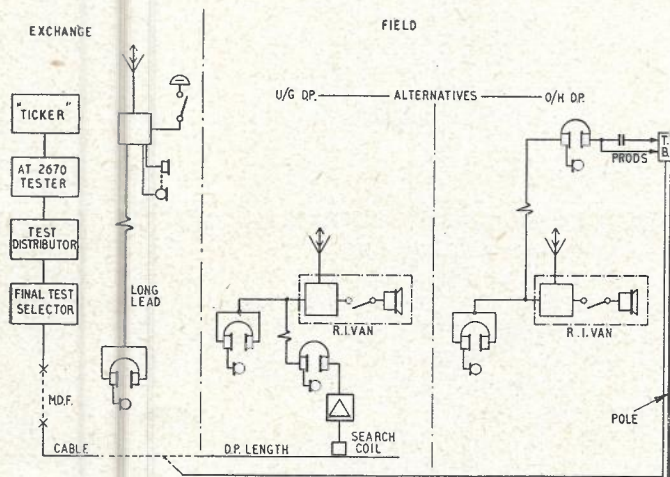 EXCHANGE
FIELD
U/G D.P.
ALTERNATIVES
O/H D.P.
"TICKER"
AT 2670
TESTER
TEST
DISTRIBUTOR
FINAL TEST
SELECTOR
LONG
LEAD
M.D.F.
CABLE
R.I.VAN
SEARCH
COIL
D.P. LENGTH
PRODS
T.
B.
R.I.VAN
POLE